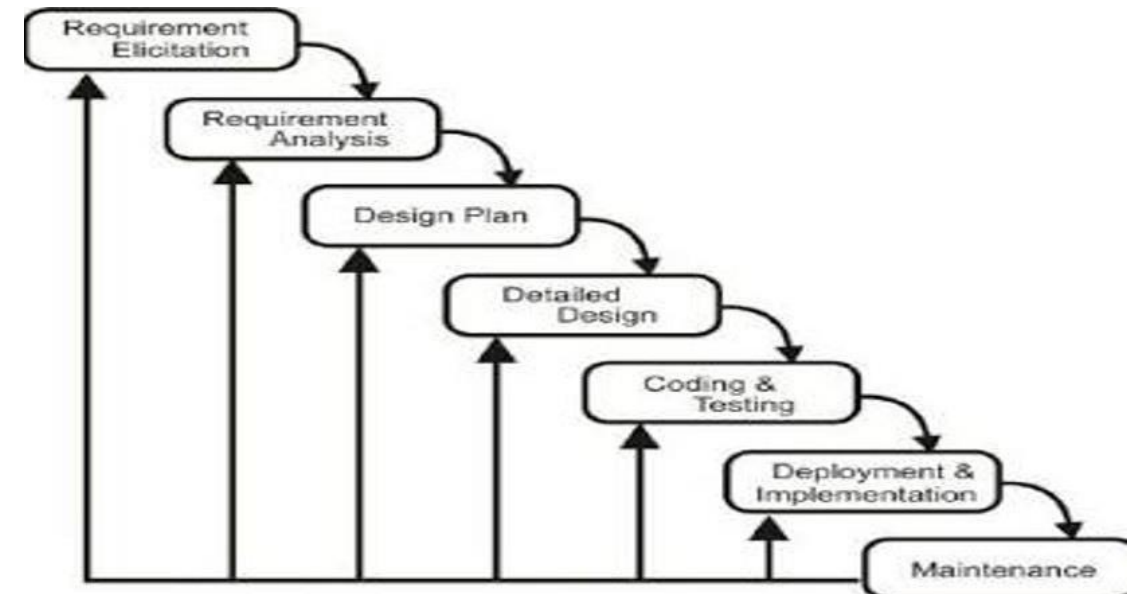 Requirement
Elicitation
Requirement
Analysis
Design Plan
Detailed
Design
Coding &
Testing
Deployment &
Implementation
Maintenance